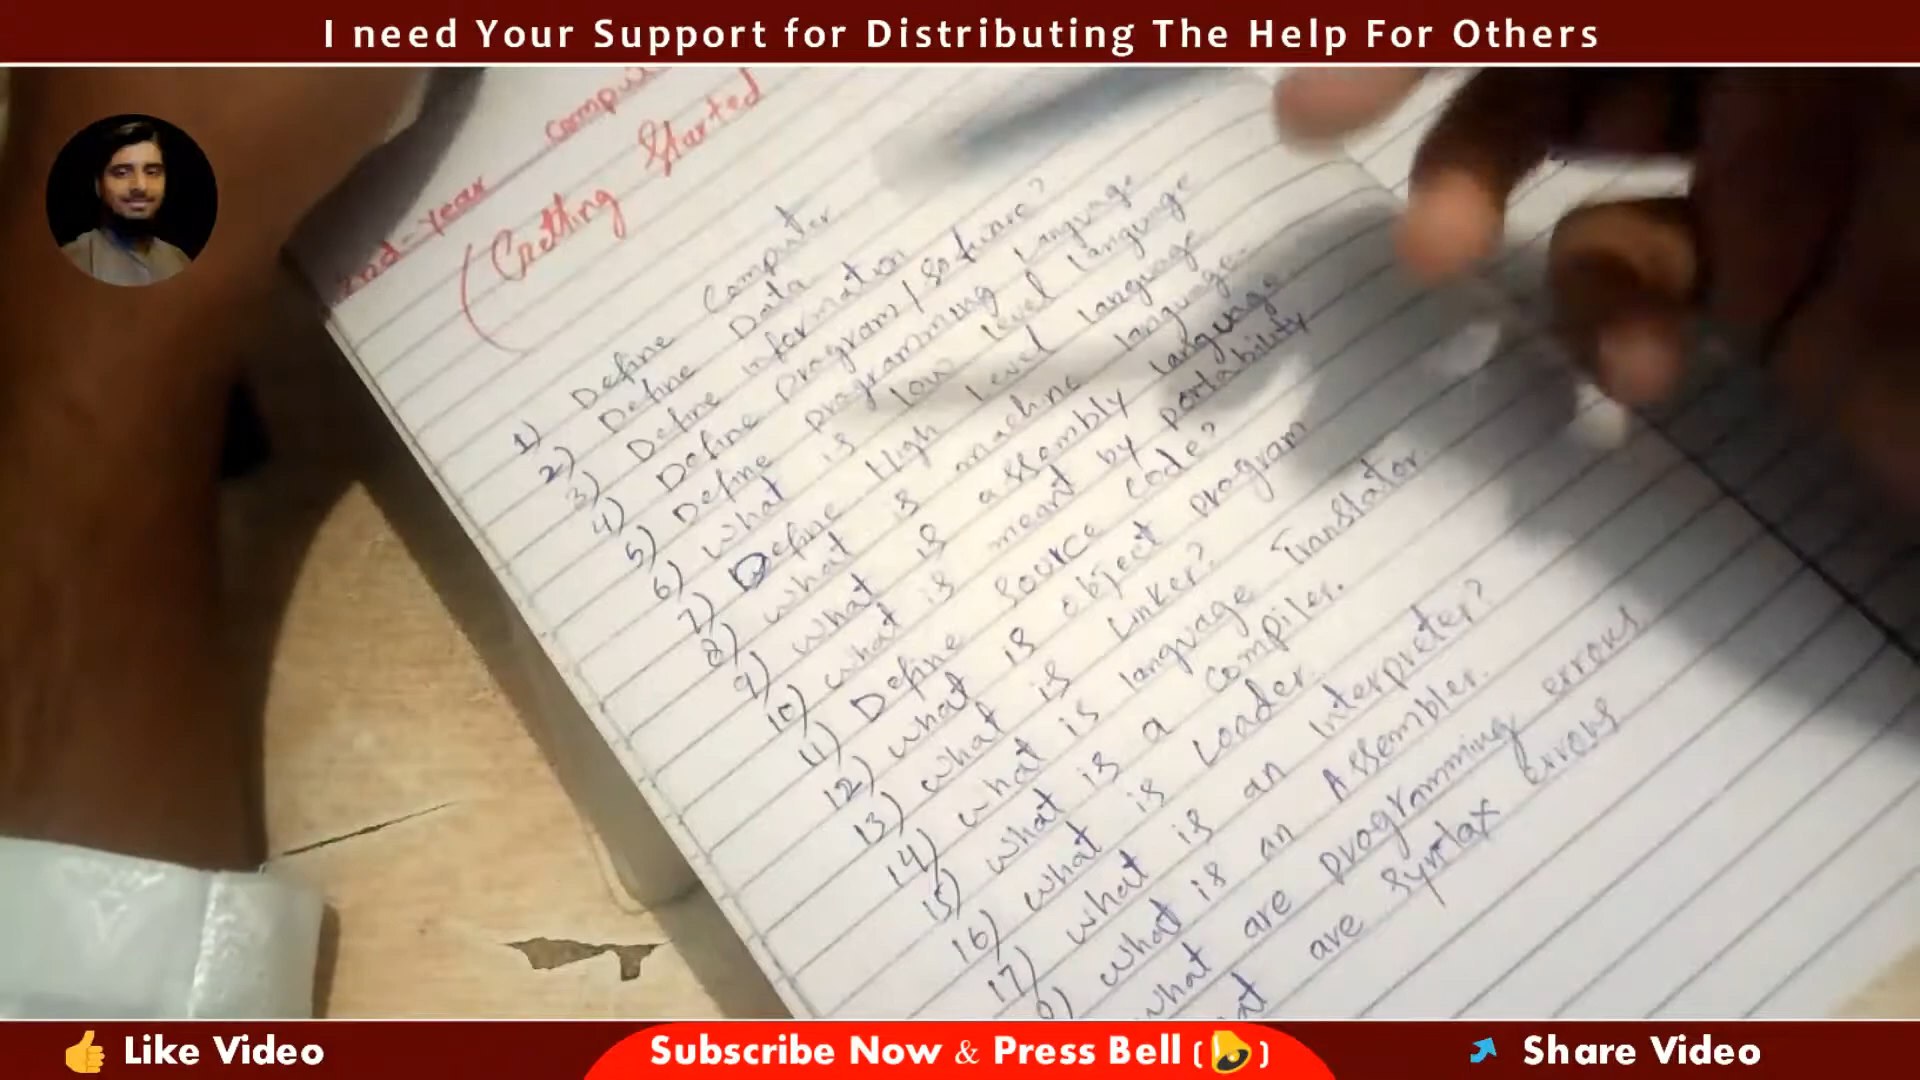 I need Your Support for Distributing The Help For Others
2nd-Year
(Getting Started
1) Define Computer
2) Define Data
3) Define information
4) Define program / Software?
5) Define programming language
6) What is low level language
7) Define High level language
8) What is machine language.
9) What is assembly language.
10) What is meant by portability
11) Define source code?
12) What is object program
13) What is Linker?
14) What is language Translator.
15) What is a compiler.
16) What is Loader.
17) What is an interpreter?
8) What is an Assembler.
What are programming errors
are syntax errors
Like Video
Subscribe Now & Press Bell ( )
Share Video